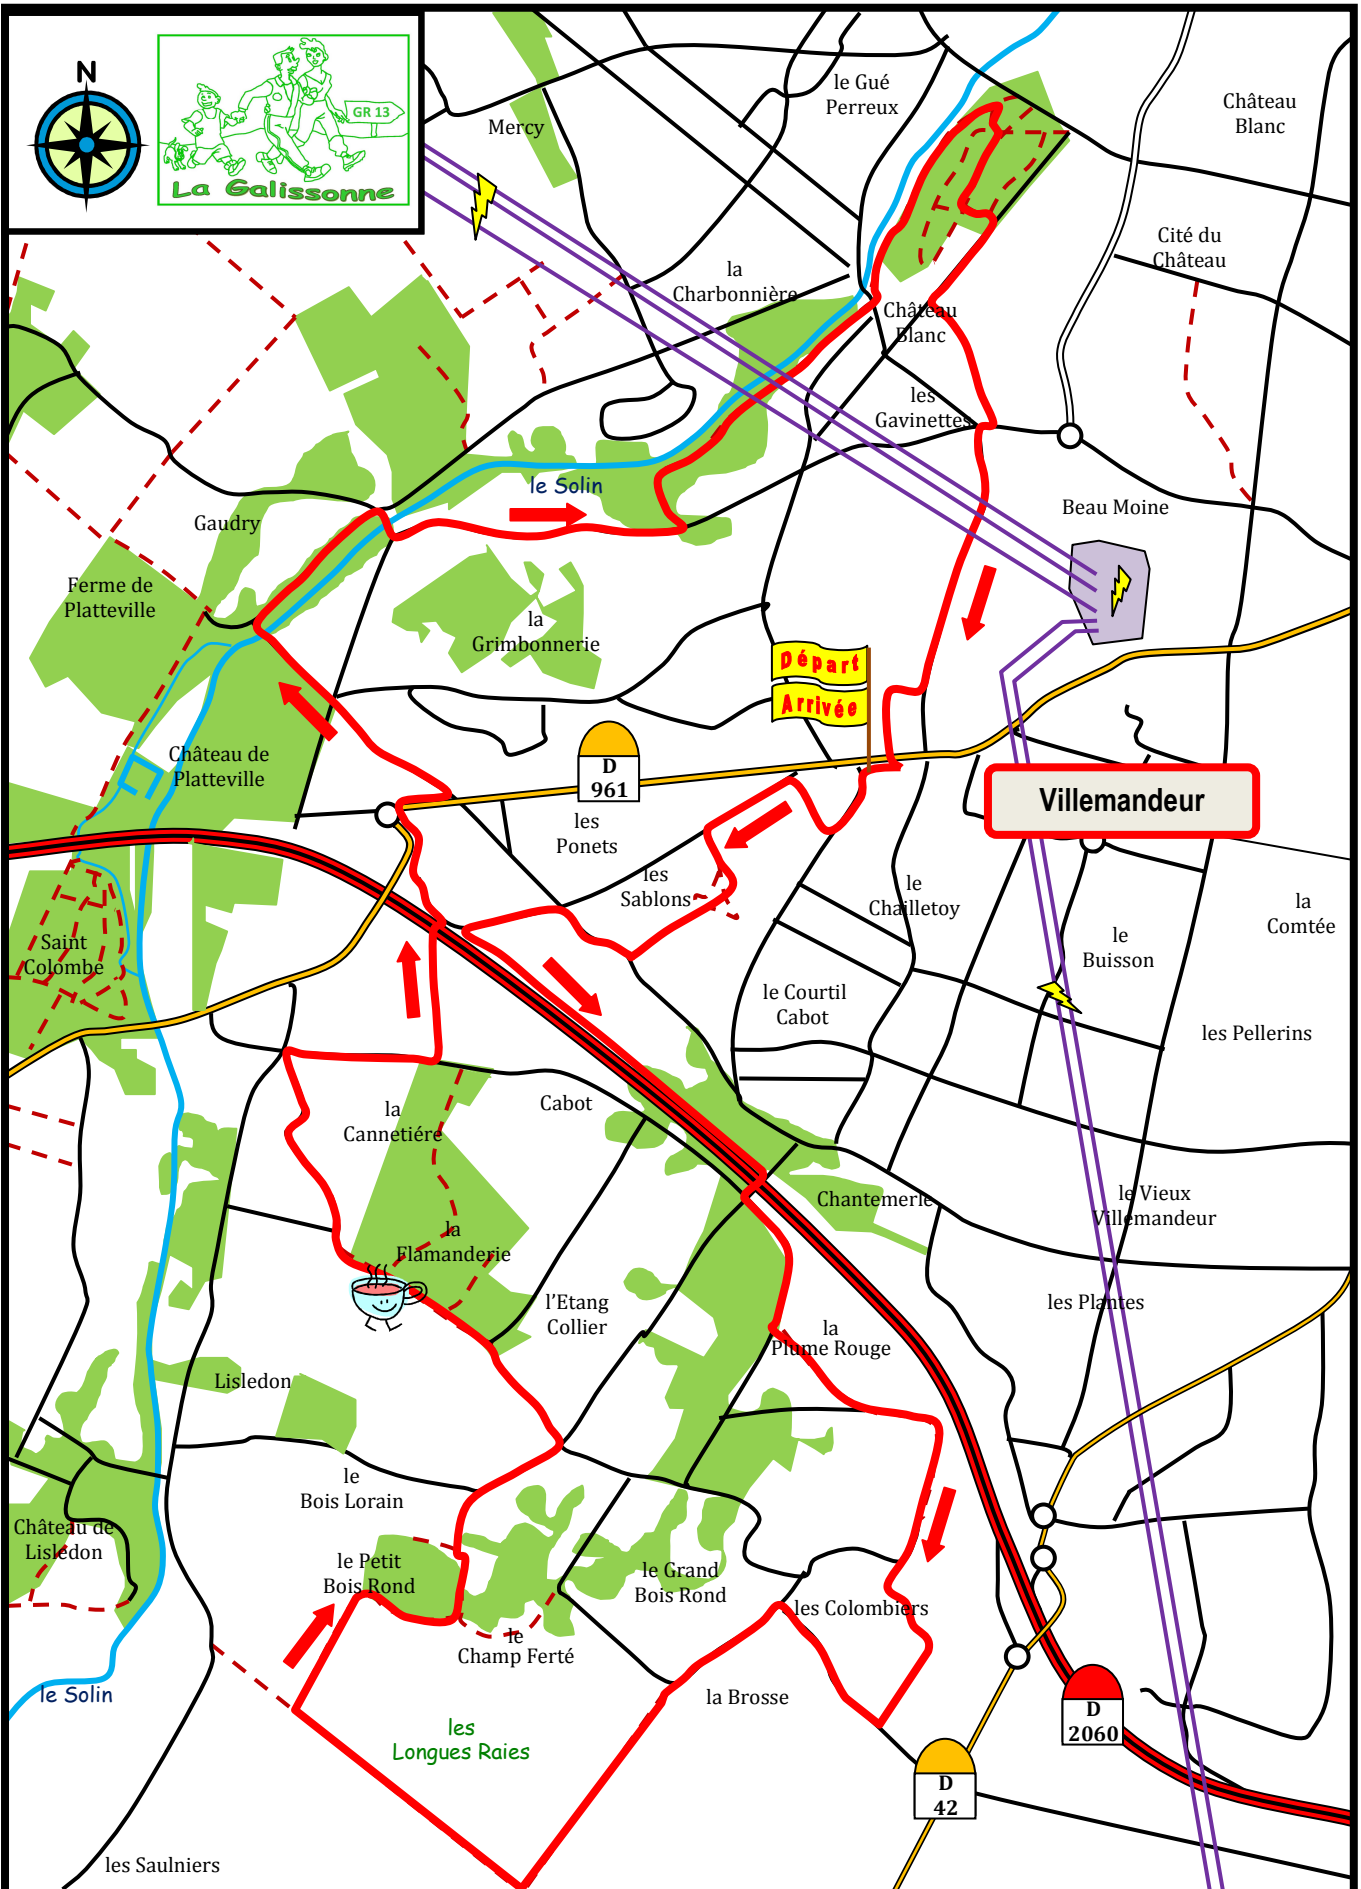 N
GR 13
La Galissonne
Mercy
le Gué
Perreux
Château
Blanc
Cité du
Château
la
Charbonnière
Château
Blanc
les
Gavinettes
le Solin
Gaudry
Beau Moine
Ferme de
Platteville
la
Grimbonnerie
Départ
Arrivée
Château de
Platteville
D
961
Villemandeur
les
Ponets
les
Sablons
le
Chailletoy
la
Comtée
Saint
Colombe
le
Buisson
le Courtil
Cabot
les Pellerins
Cabot
la
Cannetiére
Chantemerle
le Vieux
Villemandeur
la
Flamanderie
l'Etang
Collier
les Plantes
la
Plume Rouge
Lisledon
le
Bois Lorain
Château de
Lisledon
le Petit
Bois Rond
le Grand
Bois Rond
les Colombiers
le
Champ Ferté
le Solin
la Brosse
les
Longues Raies
D
2060
D
42
les Saulniers